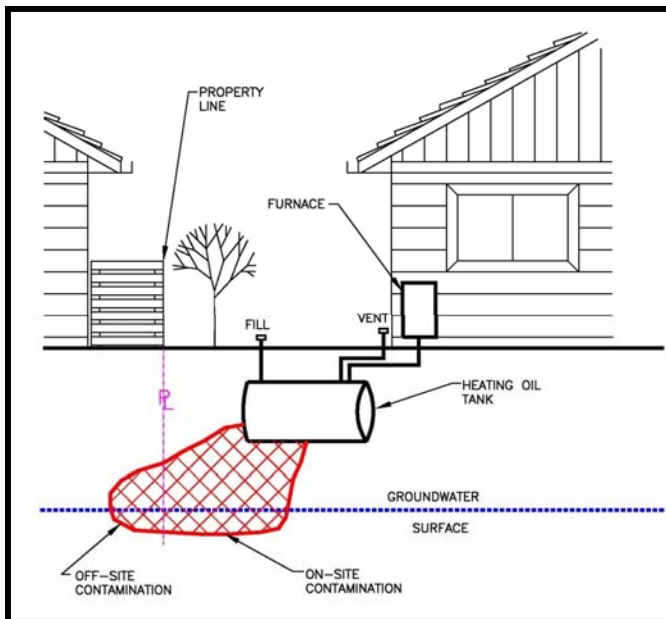 PROPERTY
LINE
FURNACE
FILL
VENT
PL
HEATING OIL
TANK
GROUNDWATER
SURFACE
OFF-SITE
CONTAMINATION
ON-SITE
CONTAMINATION